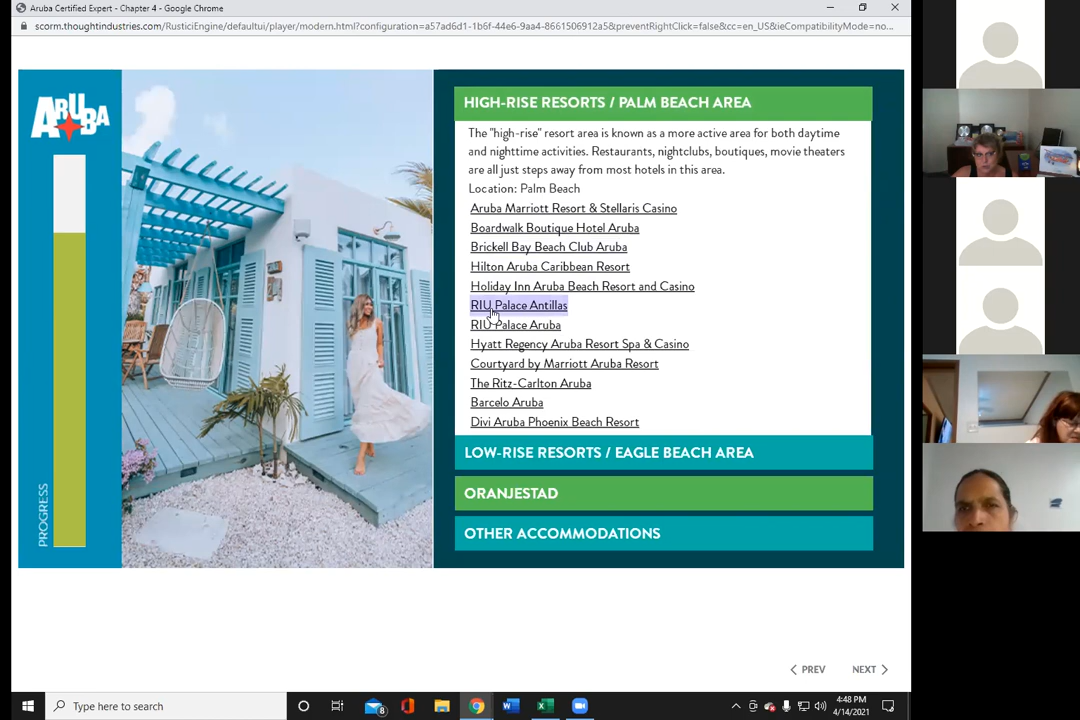 Aruba Certified Expert - Chapter 4 - Google Chrome
scorm.thoughtindustries.com/RusticiEngine/defaultui/player/modern.html?configuration=a57ad6d1-1b6f-44e6-9aa4-8661506912a5&preventRightClick=false&cc=en_US&ieCompatibilityMode=no...
ARUBA
PROGRESS
HIGH-RISE RESORTS / PALM BEACH AREA
The "high-rise" resort area is known as a more active area for both daytime
and nighttime activities. Restaurants, nightclubs, boutiques, movie theaters
are all just steps away from most hotels in this area.
Location: Palm Beach
Aruba Marriott Resort & Stellaris Casino
Boardwalk Boutique Hotel Aruba
Brickell Bay Beach Club Aruba
Hilton Aruba Caribbean Resort
Holiday Inn Aruba Beach Resort and Casino
RIU Palace Antillas
RIU Palace Aruba
Hyatt Regency Aruba Resort Spa & Casino
Courtyard by Marriott Aruba Resort
The Ritz-Carlton Aruba
Barcelo Aruba
Divi Aruba Phoenix Beach Resort
LOW-RISE RESORTS / EAGLE BEACH AREA
ORANJESTAD
OTHER ACCOMMODATIONS
PREV
NEXT
Type here to search
8
4:48 PM
4/14/2021